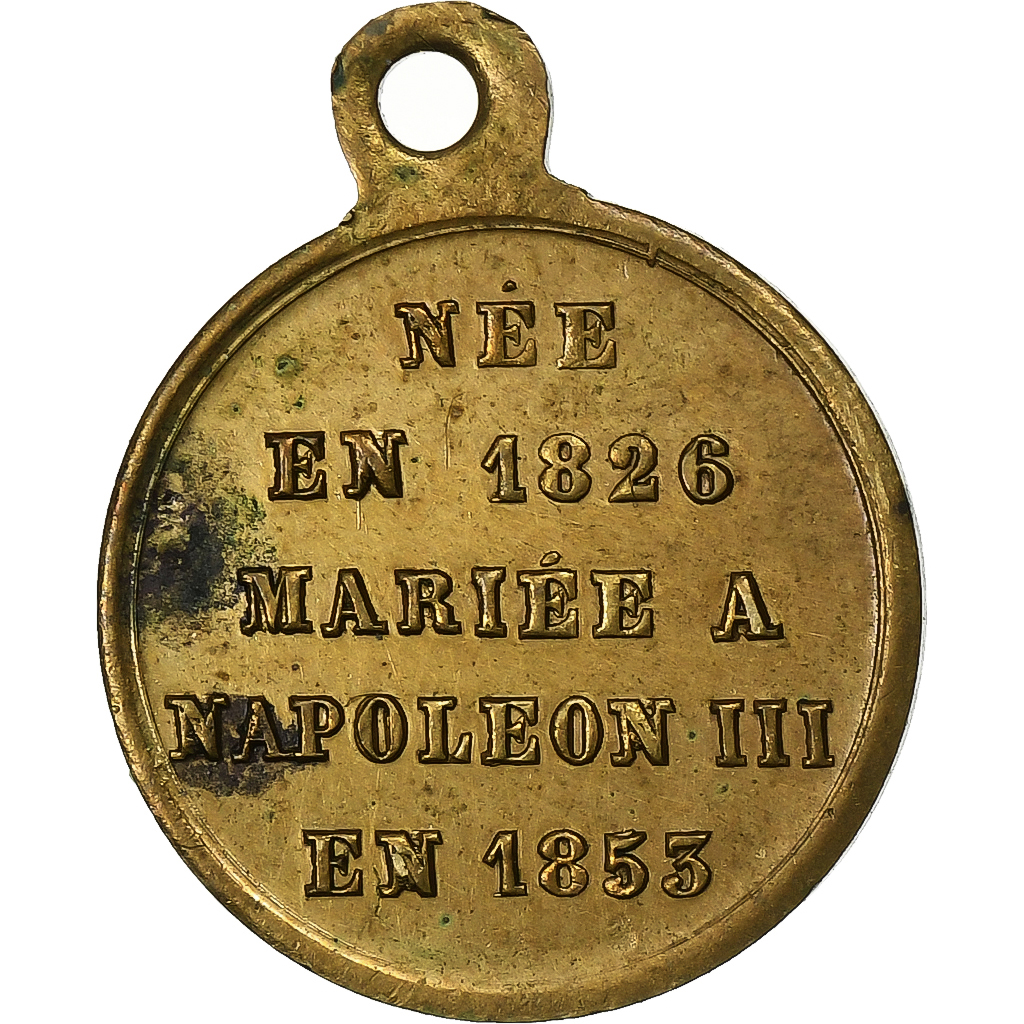 NÉE
EN 1826
MARIÉE A
NAPOLEON III
EN 1853